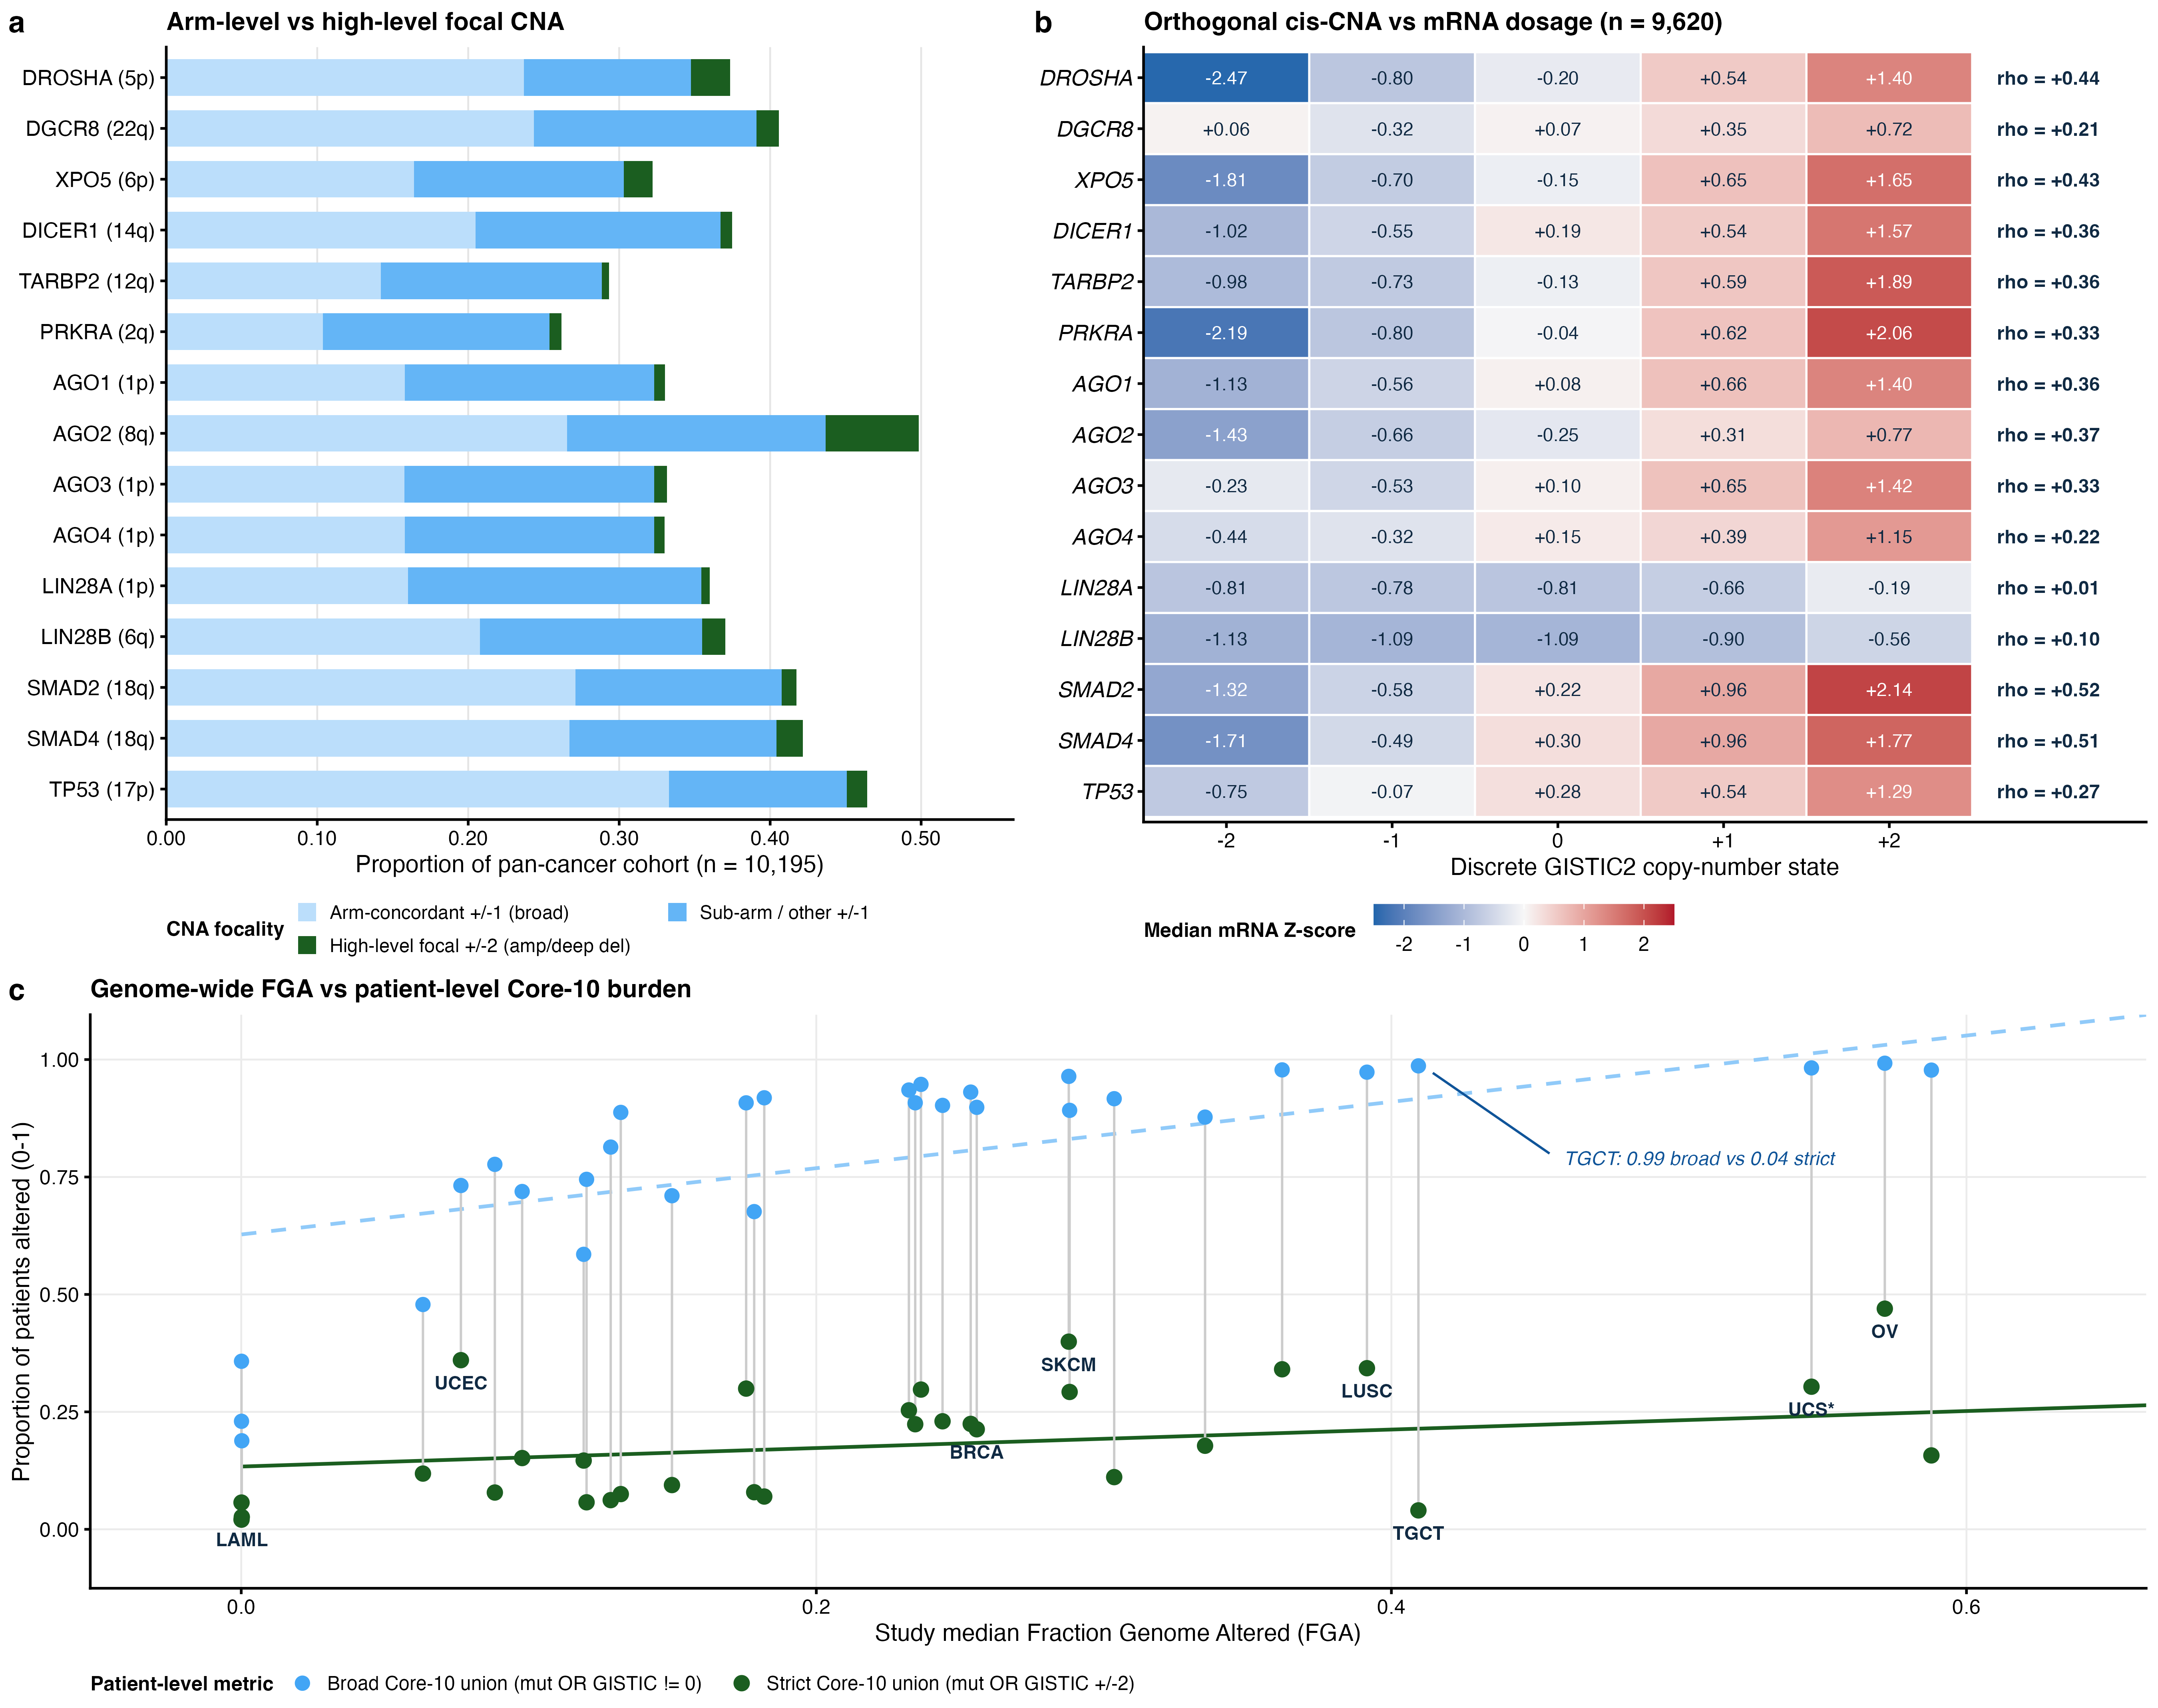 a
Arm-level vs high-level focal CNA
DROSHA (5p)
DGCR8 (22q)
XPO5 (6p)
DICER1 (14q)
TARBP2 (12q)
PRKRA (2q)
AGO1 (1p)
AGO2 (8q)
AGO3 (1p)
AGO4 (1p)
LIN28A (1p)
LIN28B (6q)
SMAD2 (18q)
SMAD4 (18q)
TP53 (17p)
0.00 0.10 0.20 0.30 0.40 0.50
Proportion of pan-cancer cohort (n = 10,195)
CNA focality
Arm-concordant +/-1 (broad)
Sub-arm / other +/-1
High-level focal +/-2 (amp/deep del)
b
Orthogonal cis-CNA vs mRNA dosage (n = 9,620)
DROSHA -2.47 -0.80 -0.20 +0.54 +1.40 rho = +0.44
DGCR8 +0.06 -0.32 +0.07 +0.35 +0.72 rho = +0.21
XPO5 -1.81 -0.70 -0.15 +0.65 +1.65 rho = +0.43
DICER1 -1.02 -0.55 +0.19 +0.54 +1.57 rho = +0.36
TARBP2 -0.98 -0.73 -0.13 +0.59 +1.89 rho = +0.36
PRKRA -2.19 -0.80 -0.04 +0.62 +2.06 rho = +0.33
AGO1 -1.13 -0.56 +0.08 +0.66 +1.40 rho = +0.36
AGO2 -1.43 -0.66 -0.25 +0.31 +0.77 rho = +0.37
AGO3 -0.23 -0.53 +0.10 +0.65 +1.42 rho = +0.33
AGO4 -0.44 -0.32 +0.15 +0.39 +1.15 rho = +0.22
LIN28A -0.81 -0.78 -0.81 -0.66 -0.19 rho = +0.01
LIN28B -1.13 -1.09 -1.09 -0.90 -0.56 rho = +0.10
SMAD2 -1.32 -0.58 +0.22 +0.96 +2.14 rho = +0.52
SMAD4 -1.71 -0.49 +0.30 +0.96 +1.77 rho = +0.51
TP53 -0.75 -0.07 +0.28 +0.54 +1.29 rho = +0.27
-2 -1 0 +1 +2
Discrete GISTIC2 copy-number state
Median mRNA Z-score
-2 -1 0 1 2
c
Genome-wide FGA vs patient-level Core-10 burden
Proportion of patients altered (0-1)
1.00
0.75
0.50
0.25
0.00
TGCT: 0.99 broad vs 0.04 strict
OV
SKCM
UCEC
LUSC
UCS*
BRCA
TGCT
LAML
0.0 0.2 0.4 0.6
Study median Fraction Genome Altered (FGA)
Patient-level metric
Broad Core-10 union (mut OR GISTIC != 0)
Strict Core-10 union (mut OR GISTIC +/-2)